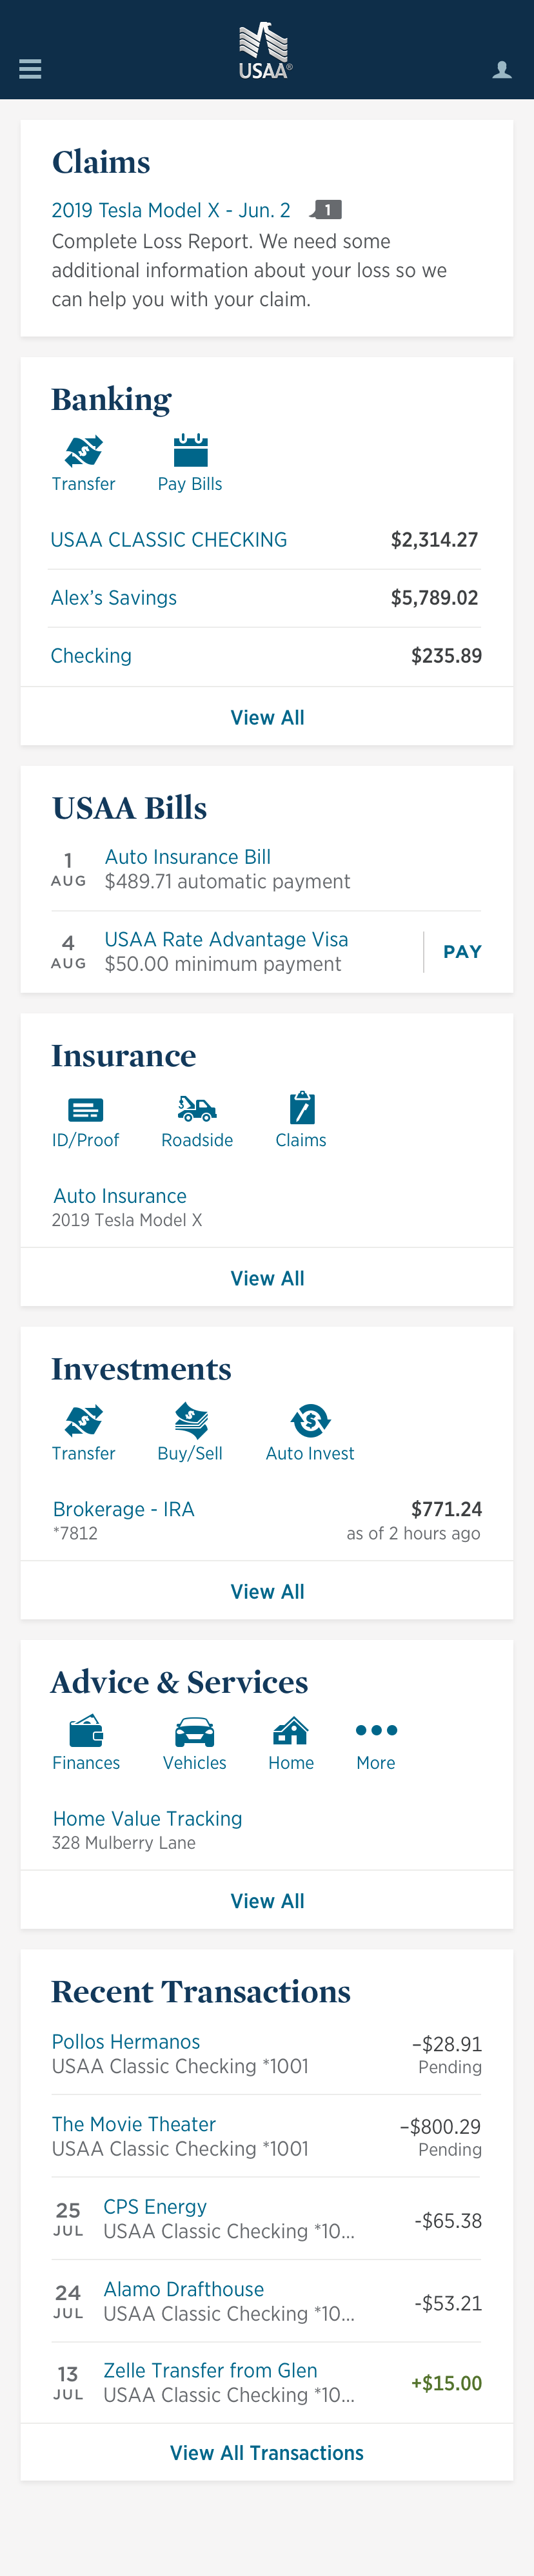 USAA®
Claims
2019 Tesla Model X - Jun. 2 1
Complete Loss Report. We need some
additional information about your loss so we
can help you with your claim.
Banking
Transfer Pay Bills
USAA CLASSIC CHECKING $2,314.27
Alex’s Savings $5,789.02
Checking $235.89
View All
USAA Bills
1 AUG Auto Insurance Bill
$489.71 automatic payment
4 AUG USAA Rate Advantage Visa
$50.00 minimum payment PAY
Insurance
ID/Proof Roadside Claims
Auto Insurance
2019 Tesla Model X
View All
Investments
Transfer Buy/Sell Auto Invest
Brokerage - IRA $771.24
*7812 as of 2 hours ago
View All
Advice & Services
Finances Vehicles Home More
Home Value Tracking
328 Mulberry Lane
View All
Recent Transactions
Pollos Hermanos –$28.91
USAA Classic Checking *1001 Pending
The Movie Theater –$800.29
USAA Classic Checking *1001 Pending
25 JUL CPS Energy -$65.38
USAA Classic Checking *10...
24 JUL Alamo Drafthouse -$53.21
USAA Classic Checking *10...
13 JUL Zelle Transfer from Glen +$15.00
USAA Classic Checking *10...
View All Transactions